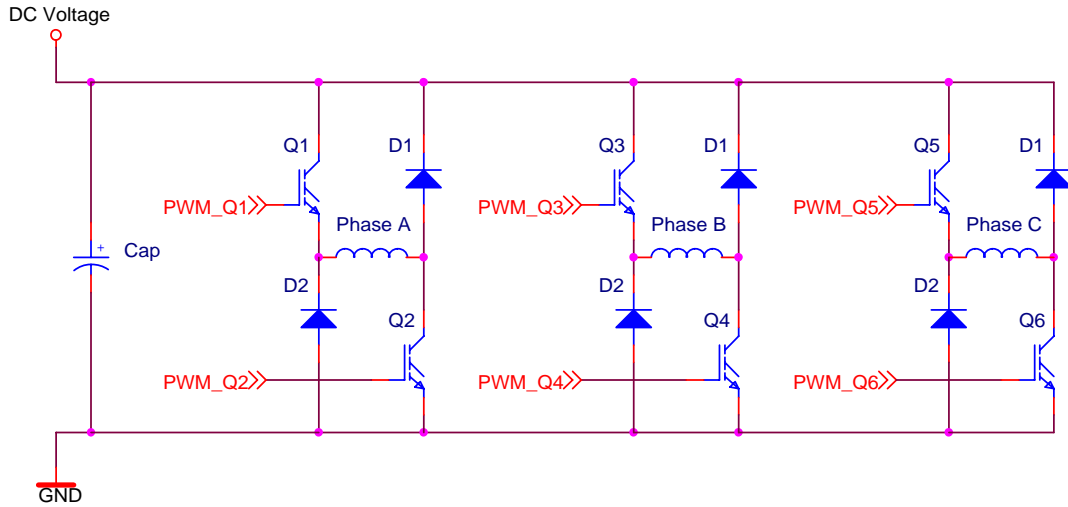 DC Voltage
Q1
D1
Q3
D1
Q5
D1
PWM_Q1
PWM_Q3
PWM_Q5
Phase A
Phase B
Phase C
+
Cap
D2
Q2
D2
Q4
D2
Q6
PWM_Q2
PWM_Q4
PWM_Q6
GND